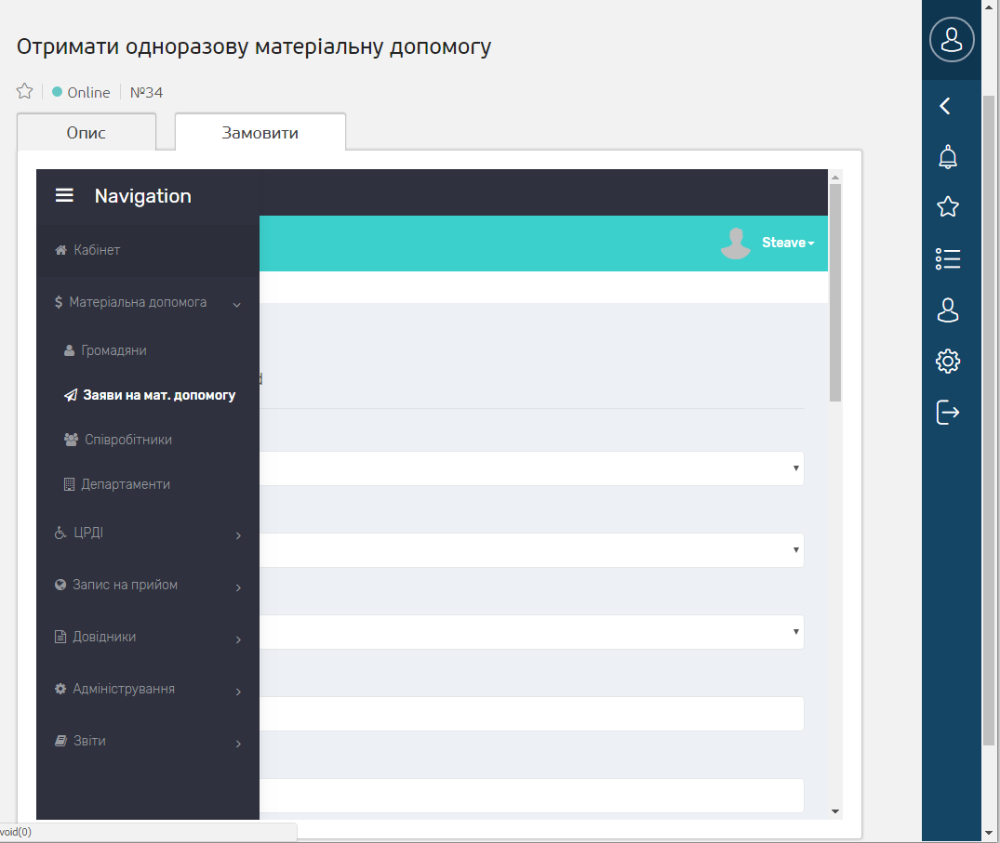 Отримати одноразову матеріальну допомогу
Online №34
Опис Замовити
Navigation
Steave
Кабінет
Матеріальна допомога
Громадяни
Заяви на мат. допомогу
Співробітники
Департаменти
ЦРДІ
Запис на прийом
Довідники
Адміністрування
Звіти
void(0)